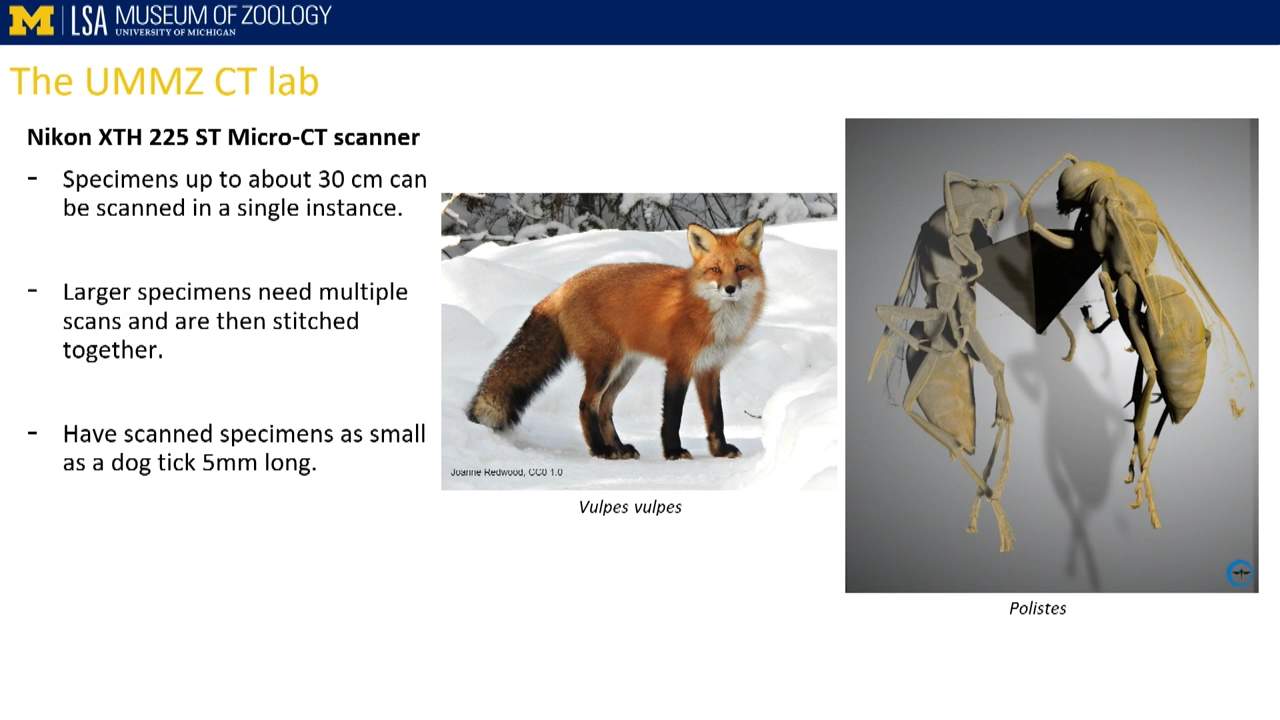 M LSA MUSEUM OF ZOOLOGY
UNIVERSITY OF MICHIGAN
The UMMZ CT lab
Nikon XTH 225 ST Micro-CT scanner
- Specimens up to about 30 cm can
be scanned in a single instance.
- Larger specimens need multiple
scans and are then stitched
together.
- Have scanned specimens as small
as a dog tick 5mm long.
Joanne Redwood, CC0 1.0
Vulpes vulpes
Polistes